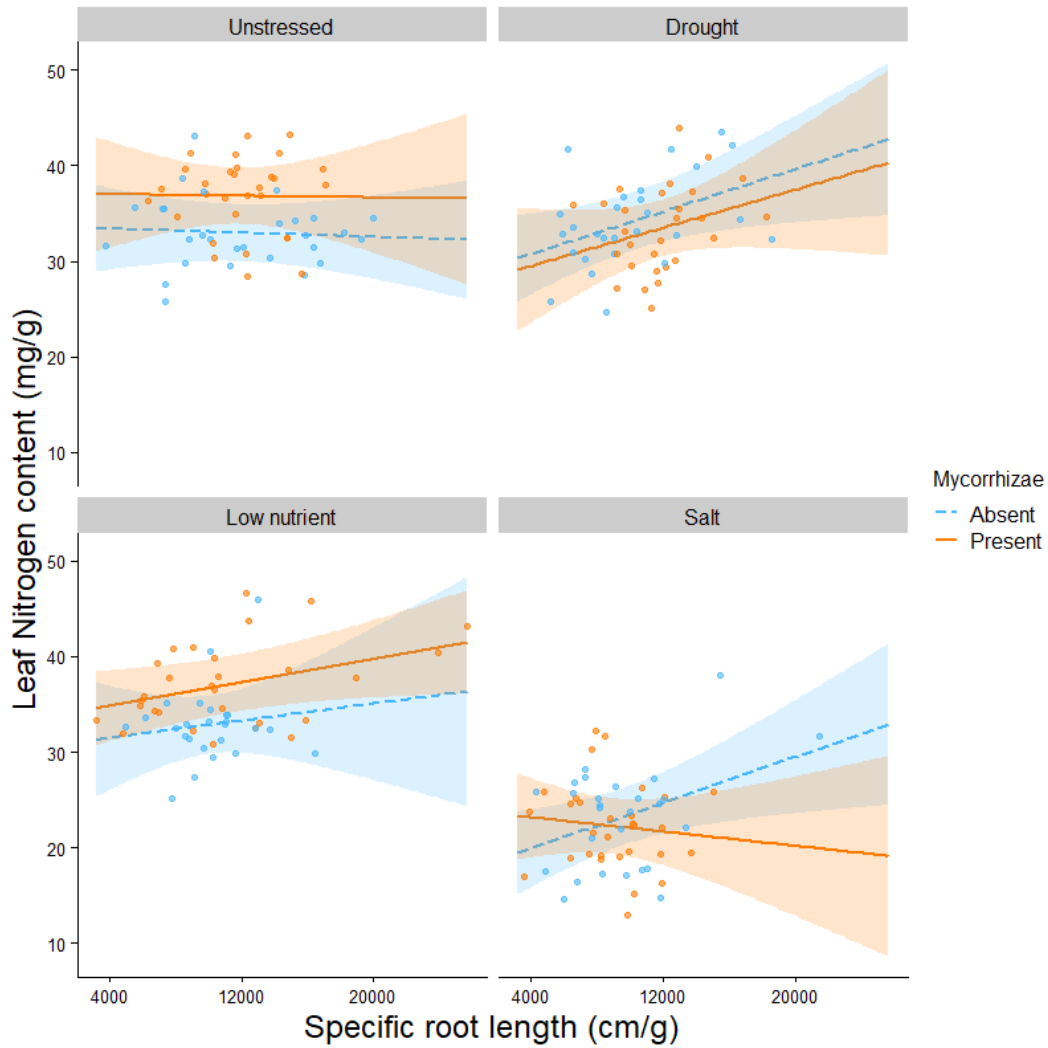 Unstressed
Drought
50
40
30
20
10
Low nutrient
Salt
50
40
30
20
10
4000
12000
20000
4000
12000
20000
Specific root length (cm/g)
Leaf Nitrogen content (mg/g)
Mycorrhizae
Absent
Present